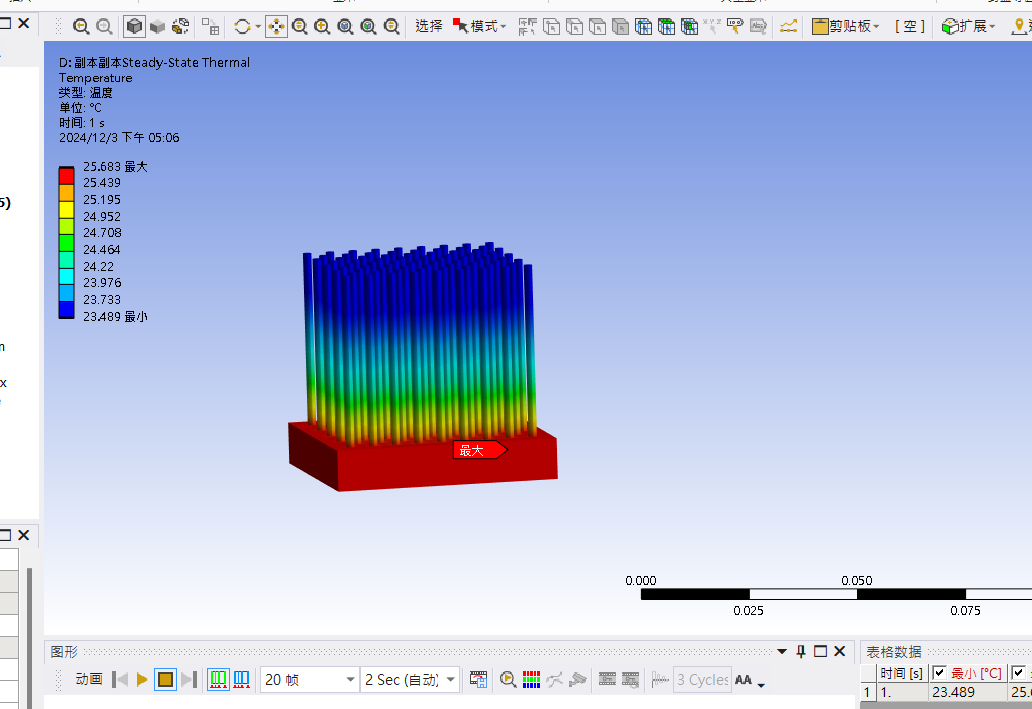 选择 模式 剪贴板 [ 空 ] 扩展
D: 副本副本Steady-State Thermal
Temperature
类型: 温度
单位: °C
时间: 1 s
2024/12/3 下午 05:06
25.683 最大
25.439
25.195
24.952
24.708
24.464
24.22
23.976
23.733
23.489 最小
5)
最大
0.000 0.050
0.025 0.075
图形
表格数据
动画 20 帧 2 Sec (自动) 3 Cycles AA
时间 [s] 最小 [°C]
1 1. 23.489